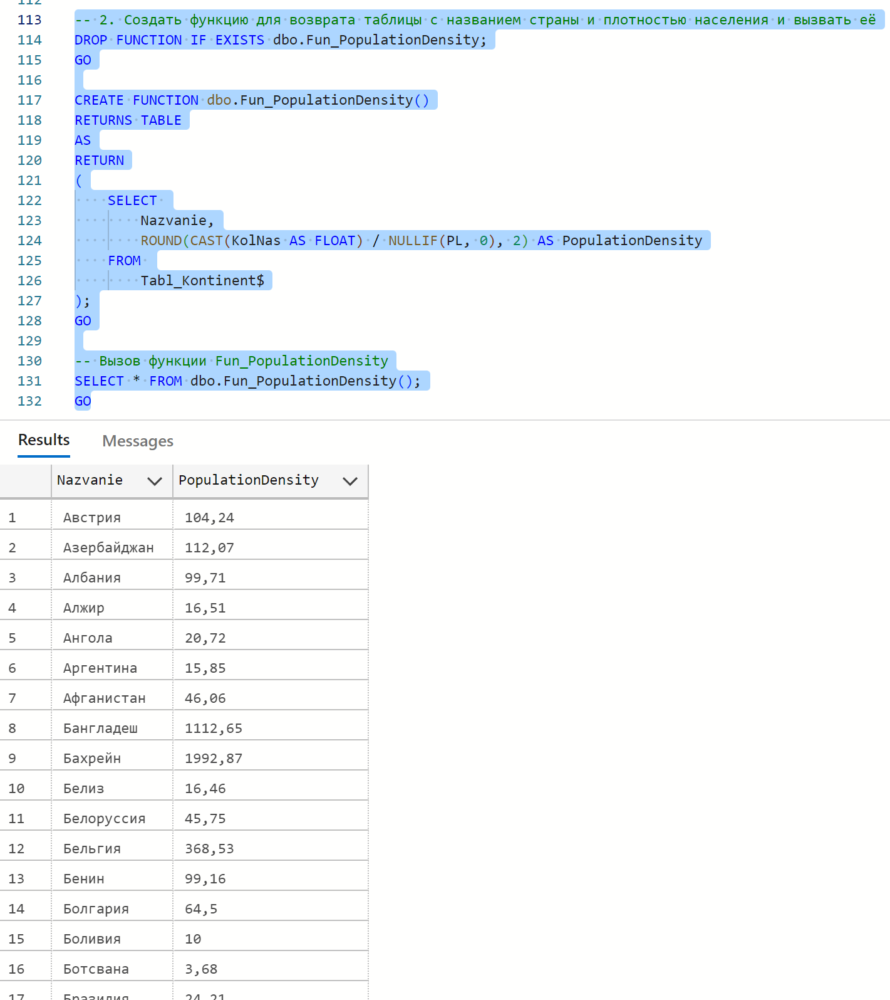 112
113 -- 2. Создать функцию для возврата таблицы с названием страны и плотностью населения и вызвать её
114 DROP FUNCTION IF EXISTS dbo.Fun_PopulationDensity;
115 GO
116
117 CREATE FUNCTION dbo.Fun_PopulationDensity()
118 RETURNS TABLE
119 AS
120 RETURN
121 (
122 SELECT
123 Nazvanie,
124 ROUND(CAST(KolNas AS FLOAT) / NULLIF(PL, 0), 2) AS PopulationDensity
125 FROM
126 Tabl_Kontinent$
127 );
128 GO
129
130 -- Вызов функции Fun_PopulationDensity
131 SELECT * FROM dbo.Fun_PopulationDensity();
132 GO
Results Messages
Nazvanie PopulationDensity
1 Австрия 104,24
2 Азербайджан 112,07
3 Албания 99,71
4 Алжир 16,51
5 Ангола 20,72
6 Аргентина 15,85
7 Афганистан 46,06
8 Бангладеш 1112,65
9 Бахрейн 1992,87
10 Белиз 16,46
11 Белоруссия 45,75
12 Бельгия 368,53
13 Бенин 99,16
14 Болгария 64,5
15 Боливия 10
16 Ботсвана 3,68
17 Бразилия 24,21